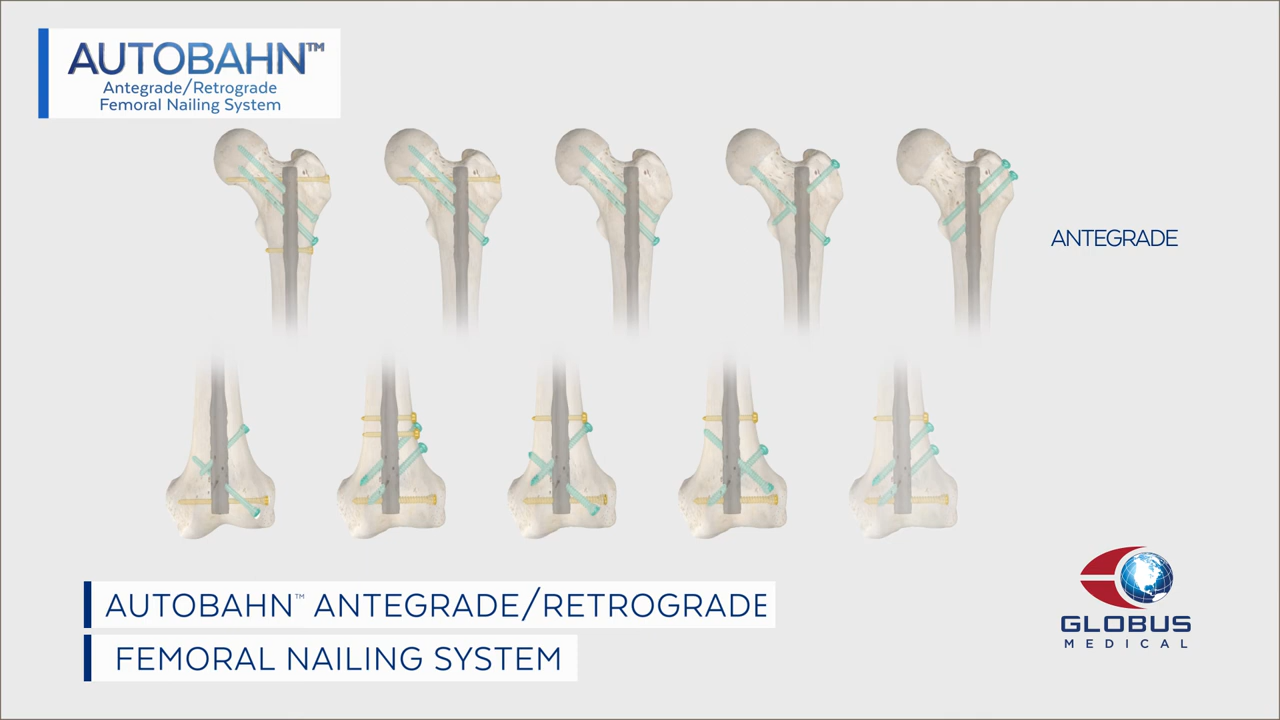 AUTOBAHN™
Antegrade/Retrograde
Femoral Nailing System
ANTEGRADE
AUTOBAHN™ ANTEGRADE/RETROGRADE
FEMORAL NAILING SYSTEM
GLOBUS
MEDICAL